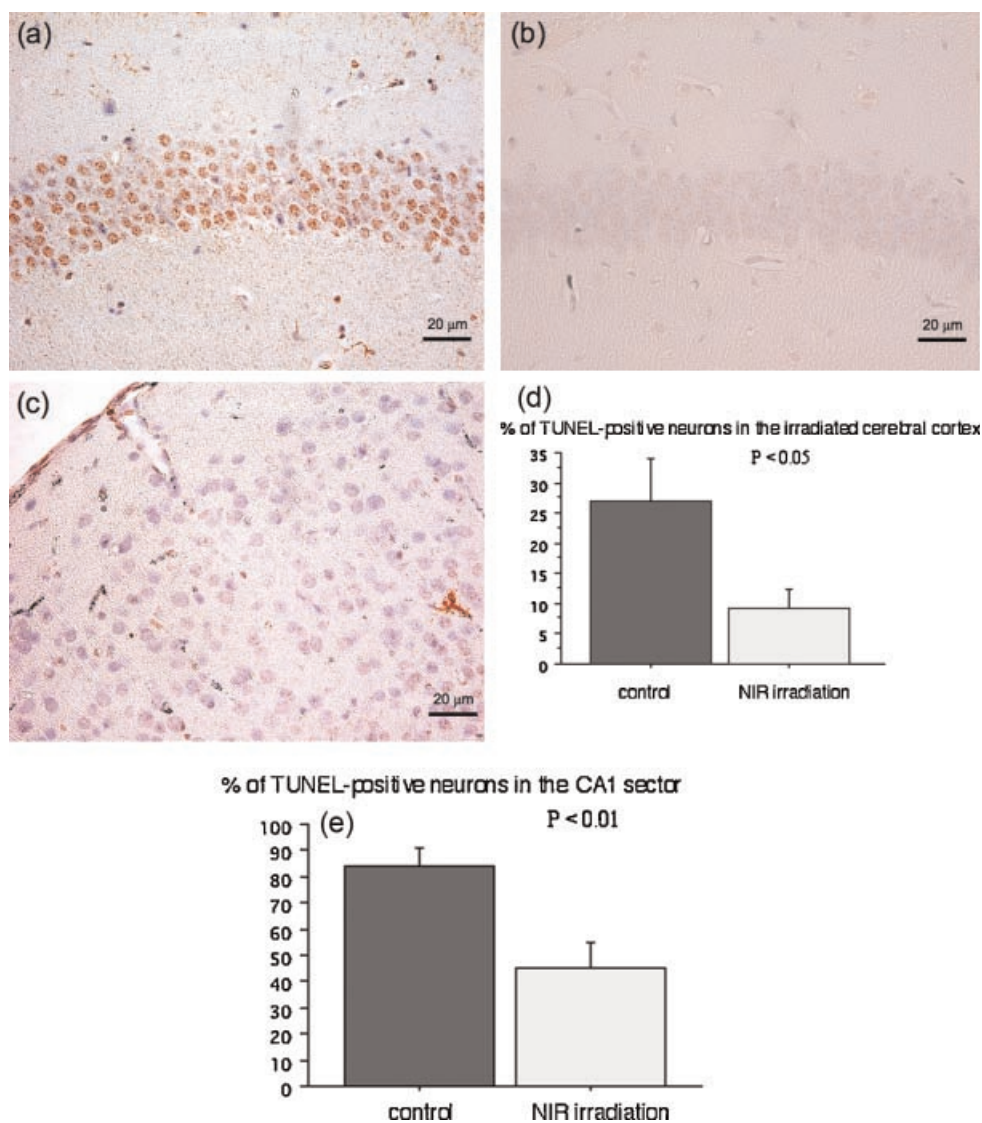 (a)
20 μm
(b)
20 μm
(c)
20 μm
(d)
% of TUNEL-positive neurons in the irradiated cerebral cortex
P < 0.05
35
30
25
20
15
10
5
0
control
NIR irradiation
% of TUNEL-positive neurons in the CA1 sector
(e)
P < 0.01
100
90
80
70
60
50
40
30
20
10
0
control
NIR irradiation